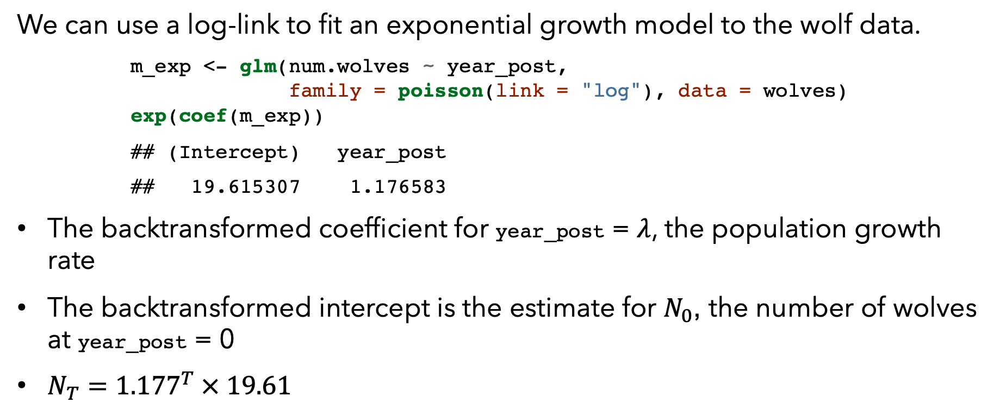 We can use a log-link to fit an exponential growth model to the wolf data.
m_exp <- glm(num.wolves ~ year_post,
family = poisson(link = "log"), data = wolves)
exp(coef(m_exp))
## (Intercept)   year_post
##   19.615307    1.176583
• The backtransformed coefficient for year_post = λ, the population growth
rate
• The backtransformed intercept is the estimate for N₀, the number of wolves
at year_post = 0
• N_T = 1.177^T × 19.61